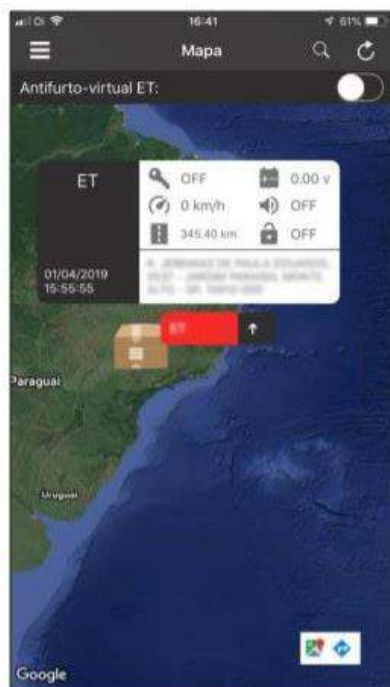 Oi 16:41 61%
Mapa
Antifurto-virtual ET:
ET
OFF 0.00 v
0 km/h OFF
345.40 km OFF
01/04/2019
15:55:55
ET
Paraguai
Uruguai
Google